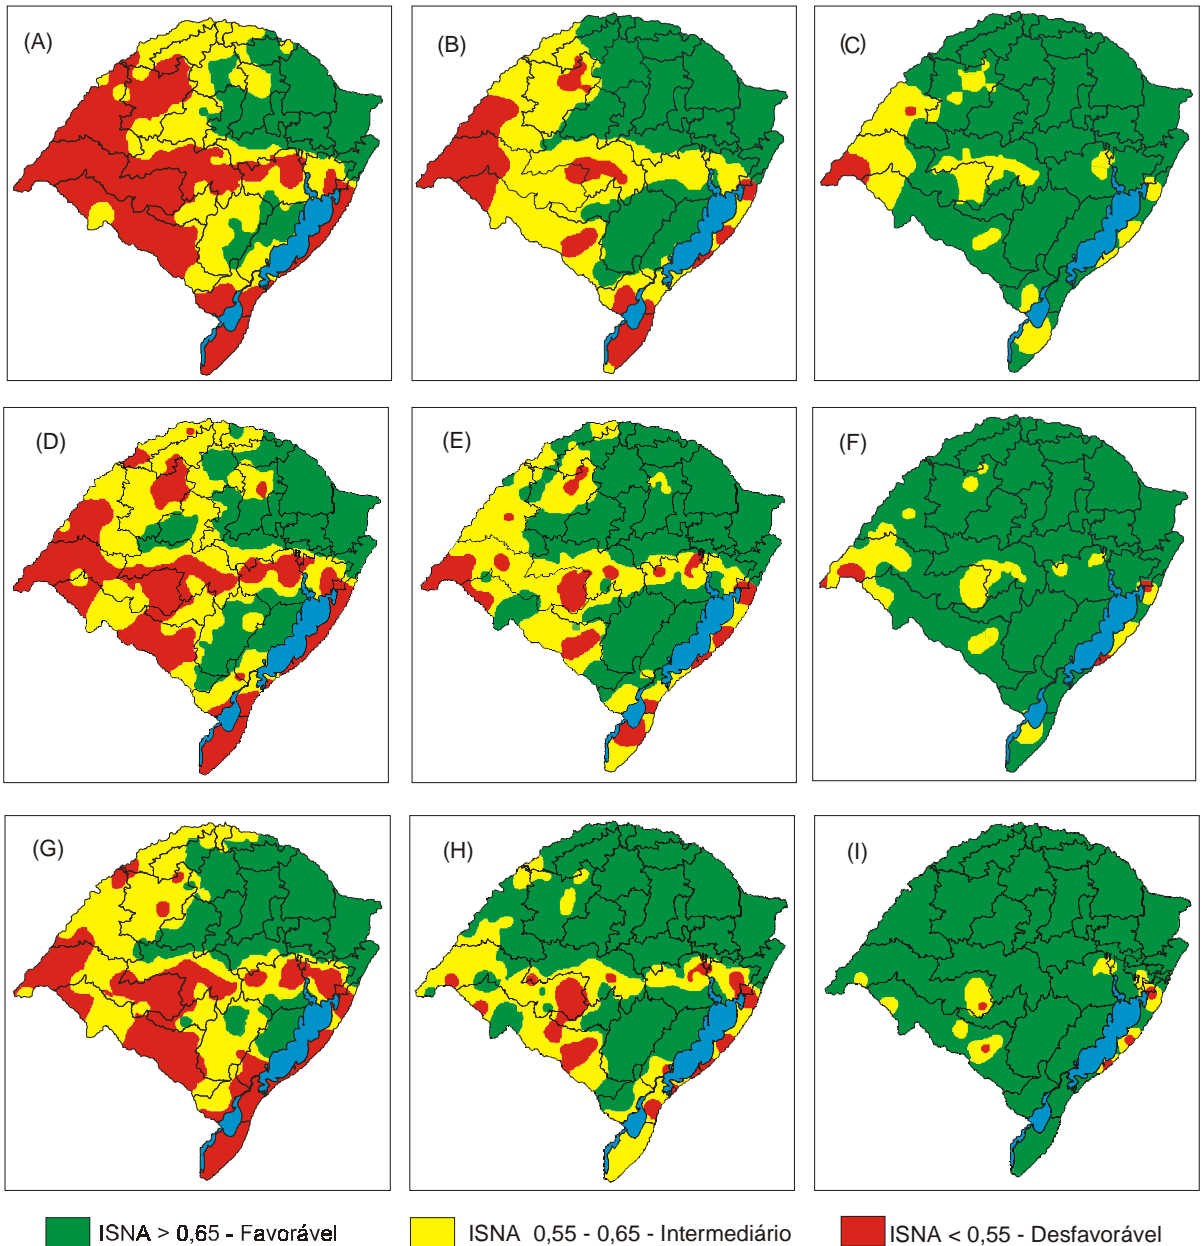 (A)
(B)
(C)
(D)
(E)
(F)
(G)
(H)
(I)
ISNA > 0,65 - Favorável
ISNA 0,55 - 0,65 - Intermediário
ISNA < 0,55 - Desfavorável